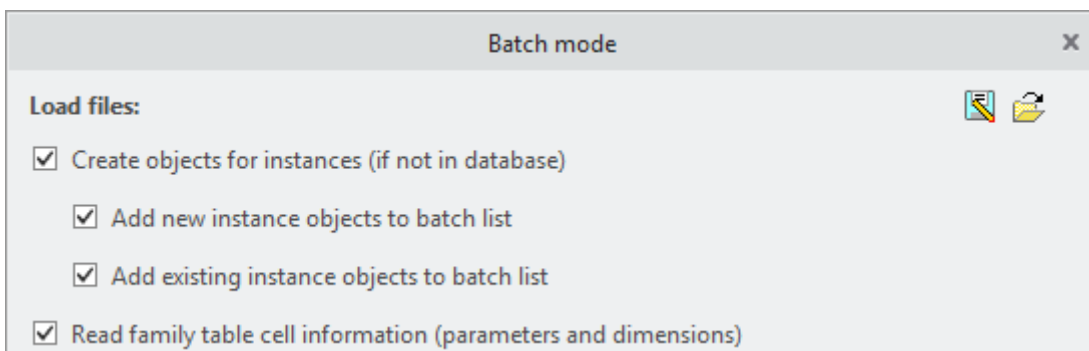 Batch mode
Load files:
Create objects for instances (if not in database)
Add new instance objects to batch list
Add existing instance objects to batch list
Read family table cell information (parameters and dimensions)